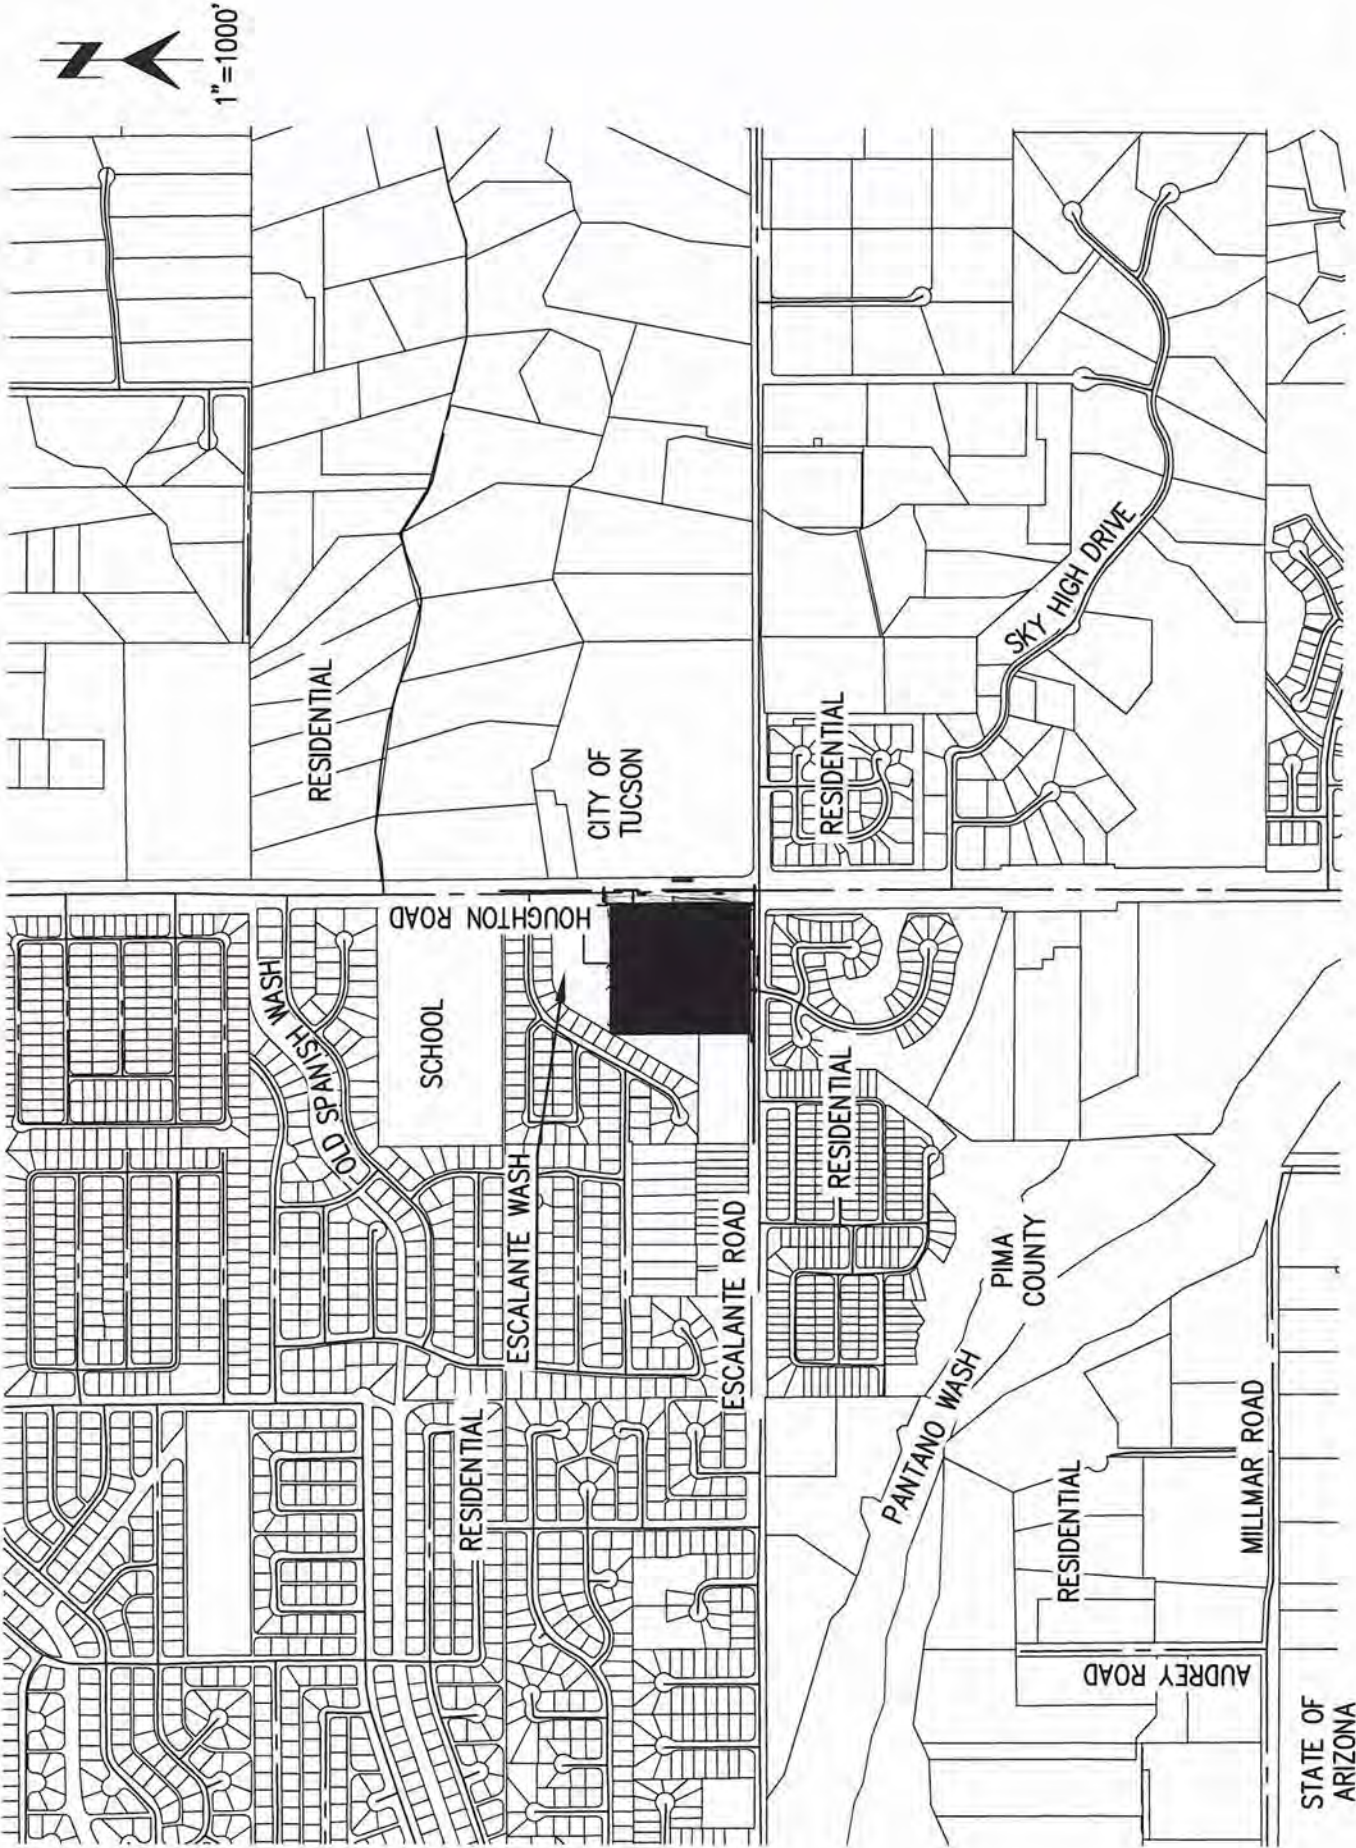 N
1"=1000'
RESIDENTIAL
CITY OF
TUCSON
RESIDENTIAL
SKY HIGH DRIVE
HOUGHTON ROAD
OLD SPANISH WASH
SCHOOL
ESCALANTE WASH
ESCALANTE ROAD
RESIDENTIAL
PIMA
COUNTY
PANTANO WASH
RESIDENTIAL
RESIDENTIAL
MILLMAR ROAD
AUDREY ROAD
STATE OF
ARIZONA